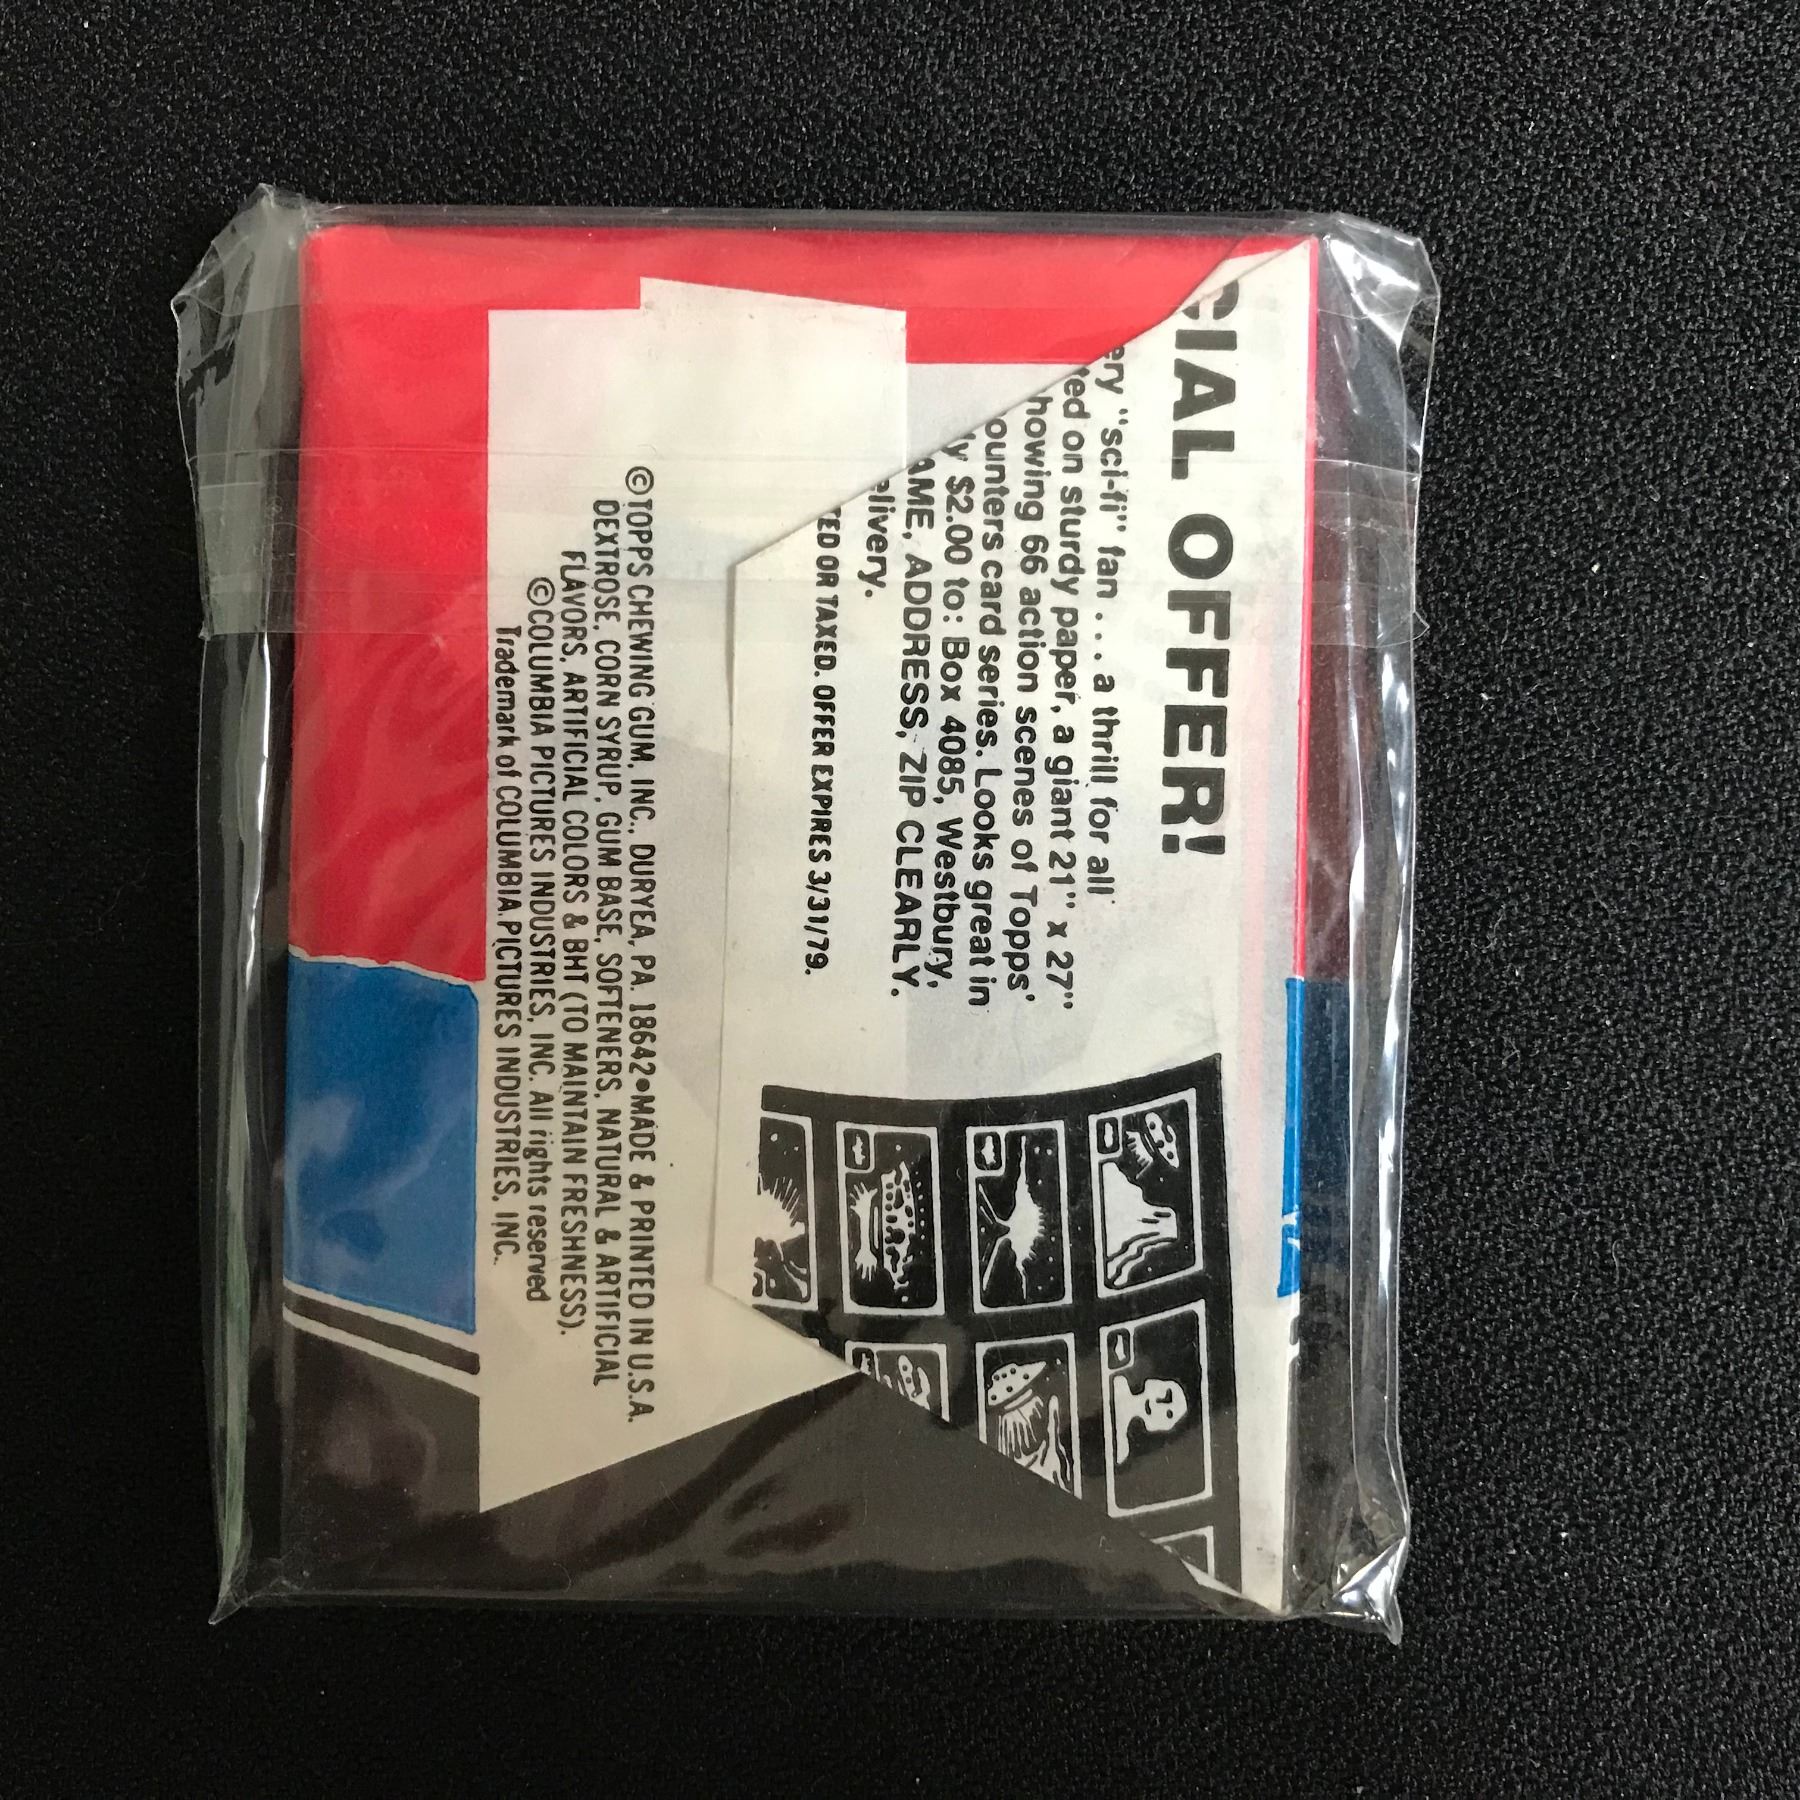 CIAL OFFER!
ery "sci-fi" fan . . . a thrill for all
ted on sturdy paper, a giant 21" x 27"
howing 66 action scenes of Topps'
ounters card series. Looks great in
y $2.00 to: Box 4085, Westbury,
AME, ADDRESS, ZIP CLEARLY.
elivery.
TED OR TAXED. OFFER EXPIRES 3/31/79.
©TOPPS CHEWING GUM, INC., DURYEA, PA. 18642●MADE & PRINTED IN U.S.A.
DEXTROSE, CORN SYRUP, GUM BASE, SOFTENERS, NATURAL & ARTIFICIAL
FLAVORS, ARTIFICIAL COLORS & BHT (TO MAINTAIN FRESHNESS).
©COLUMBIA PICTURES INDUSTRIES, INC. All rights reserved
Trademark of COLUMBIA PICTURES INDUSTRIES, INC.